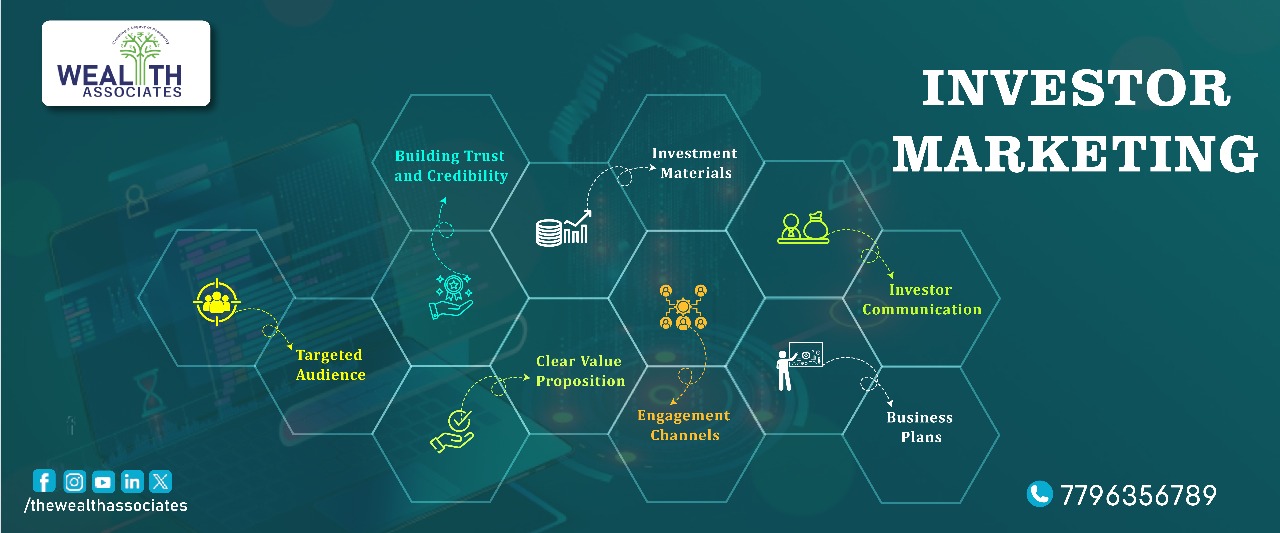 WEALTH
ASSOCIATES
INVESTOR
MARKETING
Building Trust
and Credibility
Investment
Materials
Investor
Communication
Targeted
Audience
Clear Value
Proposition
Engagement
Channels
Business
Plans
/thewealthassociates
7796356789